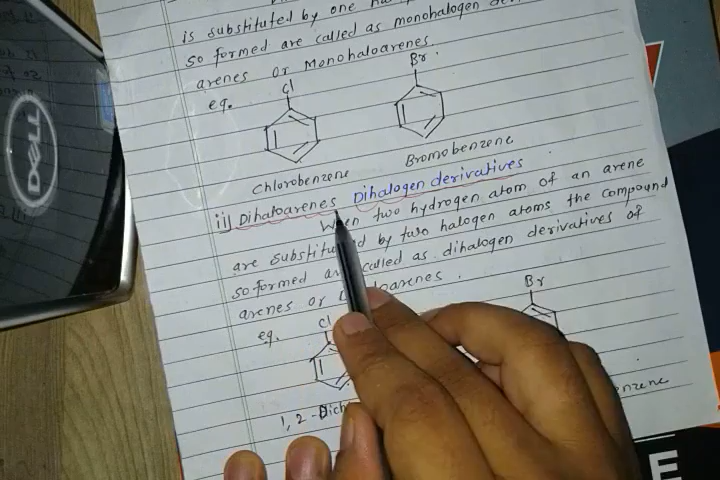 is substituted by one
so formed are called as monohalogen
arenes or Monohaloarenes.
eg.
Cl
Br
Chlorobenzene
Bromobenzene
ii) Dihaloarenes Dihalogen derivatives
When two hydrogen atom of an arene
are substituted by two halogen atoms the compound
so formed are called as dihalogen derivatives of
arenes or
eg.
Cl
Br
1,2-Dich
DELL
E